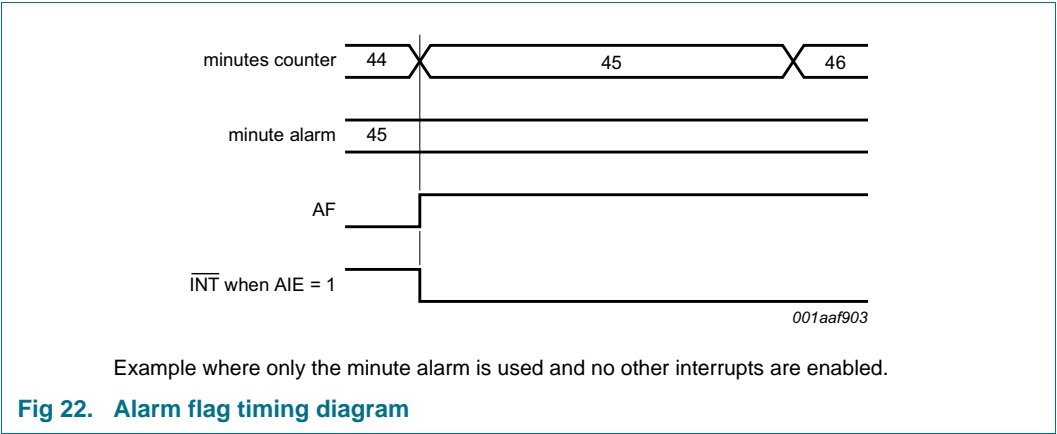 minutes counter 44 45 46
minute alarm 45
AF
INT when AIE = 1
001aaf903
Example where only the minute alarm is used and no other interrupts are enabled.
Fig 22. Alarm flag timing diagram